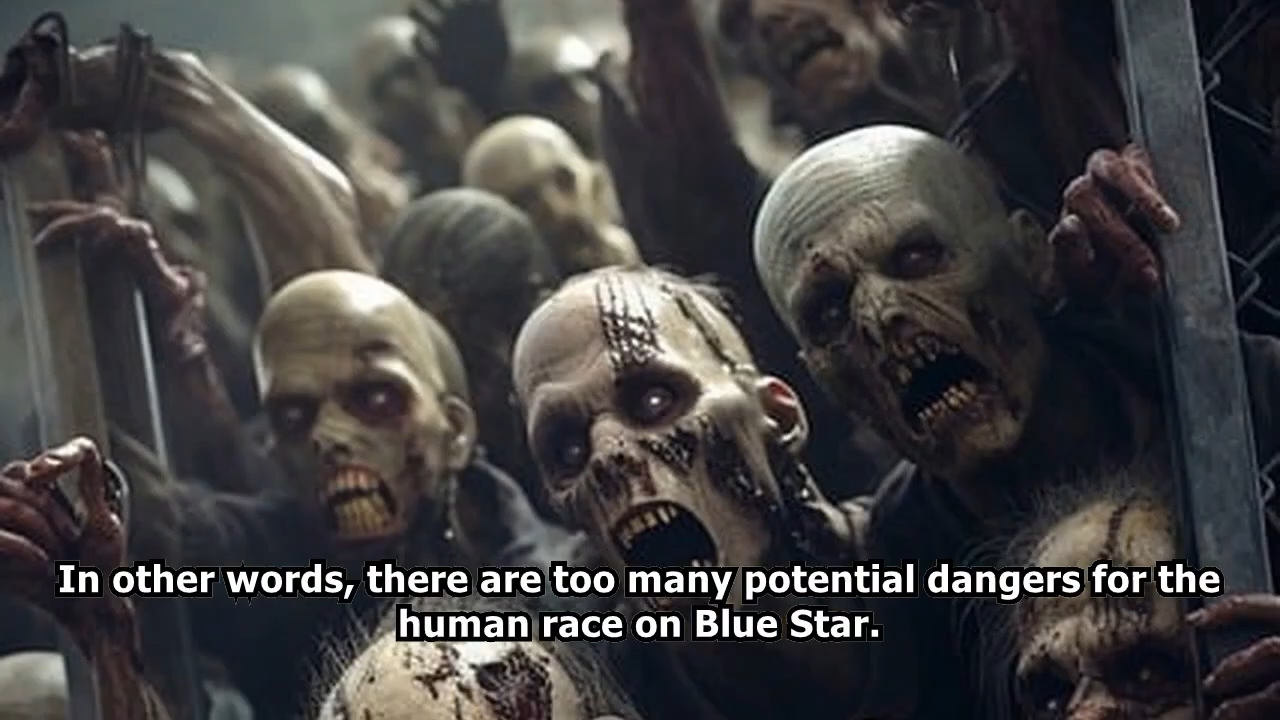 In other words, there are too many potential dangers for the
human race on Blue Star.